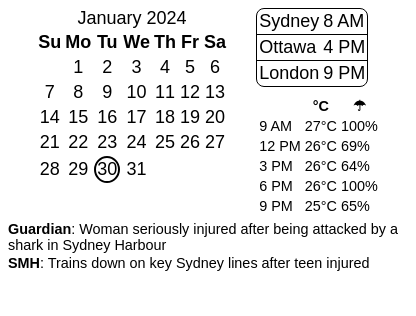 January 2024
Su Mo Tu We Th Fr Sa
1 2 3 4 5 6
7 8 9 10 11 12 13
14 15 16 17 18 19 20
21 22 23 24 25 26 27
28 29 30 31
Sydney 8 AM
Ottawa 4 PM
London 9 PM
°C ☂
9 AM 27°C 100%
12 PM 26°C 69%
3 PM 26°C 64%
6 PM 26°C 100%
9 PM 25°C 65%
Guardian: Woman seriously injured after being attacked by a
shark in Sydney Harbour
SMH: Trains down on key Sydney lines after teen injured